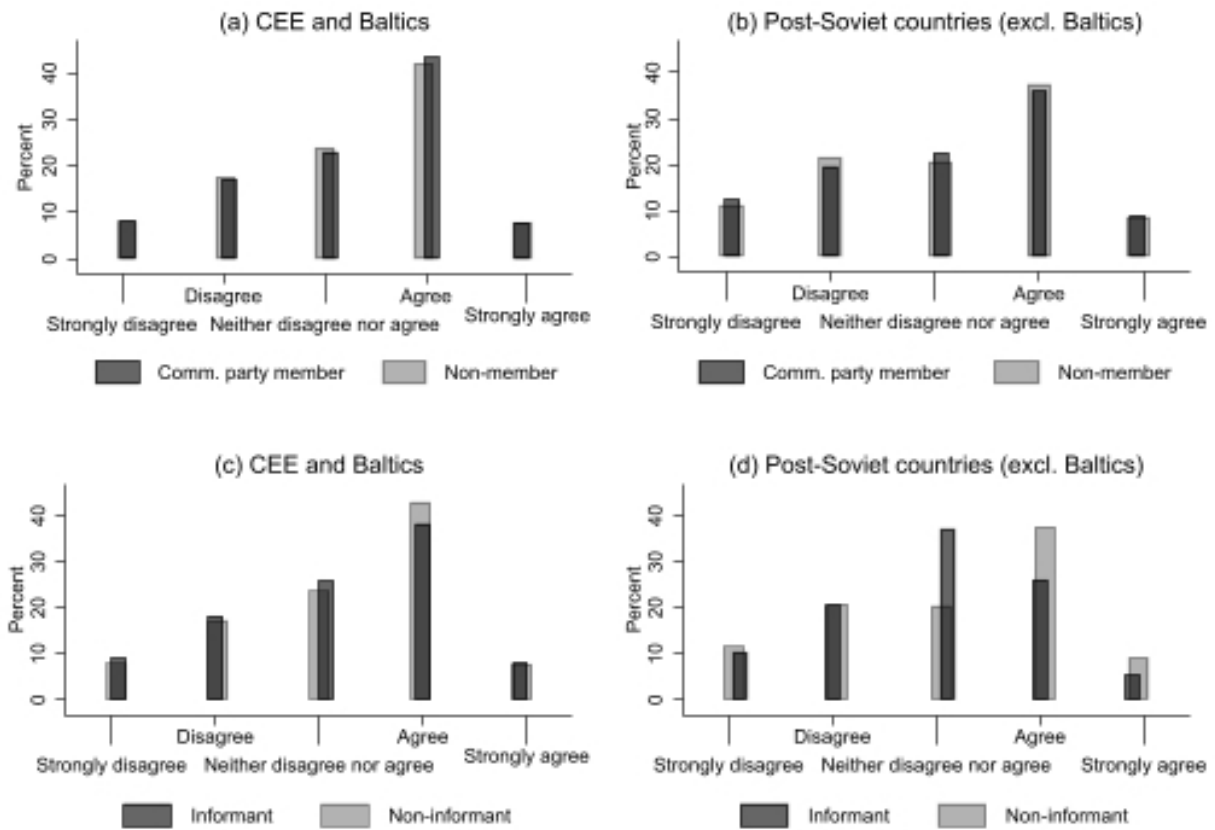 (a) CEE and Baltics
Percent
40
30
20
10
0
Disagree Agree
Strongly disagree Neither disagree nor agree Strongly agree
Comm. party member Non-member
(b) Post-Soviet countries (excl. Baltics)
Percent
40
30
20
10
0
Disagree Agree
Strongly disagree Neither disagree nor agree Strongly agree
Comm. party member Non-member
(c) CEE and Baltics
Percent
40
30
20
10
0
Disagree Agree
Strongly disagree Neither disagree nor agree Strongly agree
Informant Non-informant
(d) Post-Soviet countries (excl. Baltics)
Percent
40
30
20
10
0
Disagree Agree
Strongly disagree Neither disagree nor agree Strongly agree
Informant Non-informant